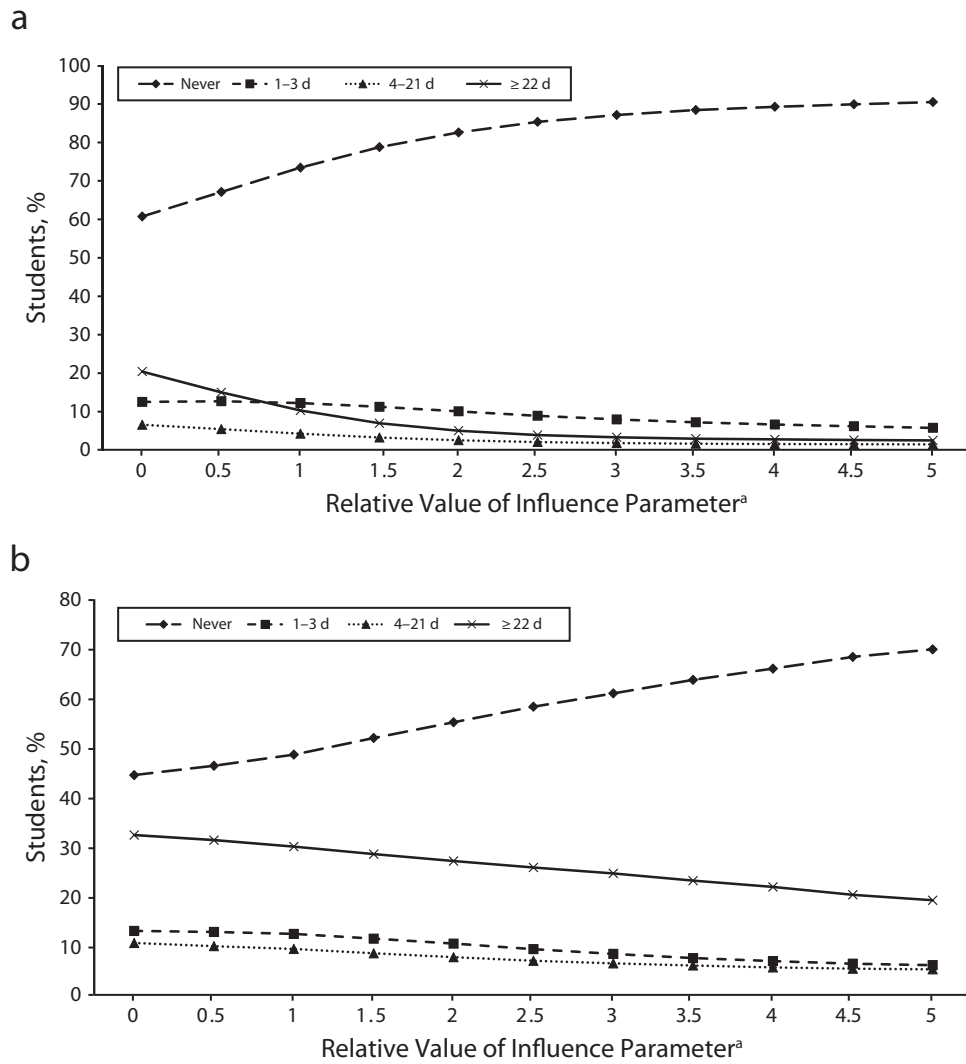 a
100
90
80
70
60
50
40
30
20
10
0
Students, %
Never 1–3 d 4–21 d ≥ 22 d
0 0.5 1 1.5 2 2.5 3 3.5 4 4.5 5
Relative Value of Influence Parameterᵃ
b
80
70
60
50
40
30
20
10
0
Students, %
Never 1–3 d 4–21 d ≥ 22 d
0 0.5 1 1.5 2 2.5 3 3.5 4 4.5 5
Relative Value of Influence Parameterᵃ